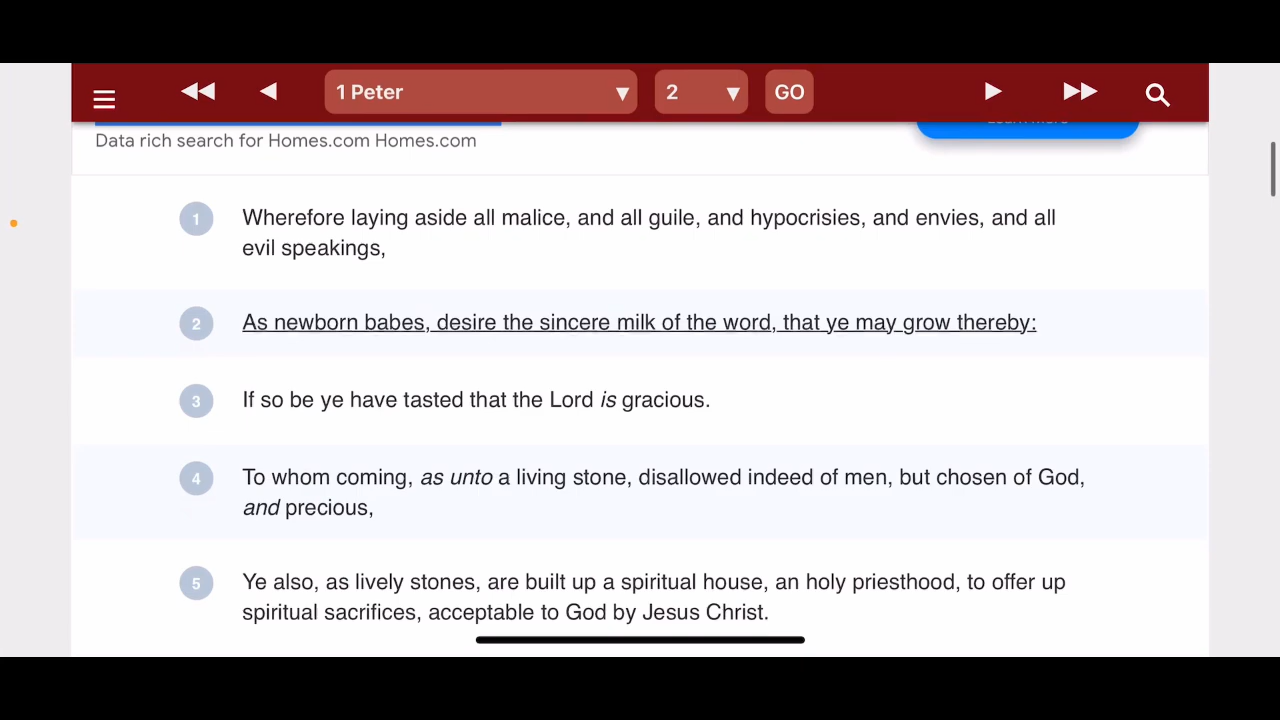 1 Peter 2 GO
Learn More
Data rich search for Homes.com Homes.com
1 Wherefore laying aside all malice, and all guile, and hypocrisies, and envies, and all
evil speakings,
2 As newborn babes, desire the sincere milk of the word, that ye may grow thereby:
3 If so be ye have tasted that the Lord is gracious.
4 To whom coming, as unto a living stone, disallowed indeed of men, but chosen of God,
and precious,
5 Ye also, as lively stones, are built up a spiritual house, an holy priesthood, to offer up
spiritual sacrifices, acceptable to God by Jesus Christ.